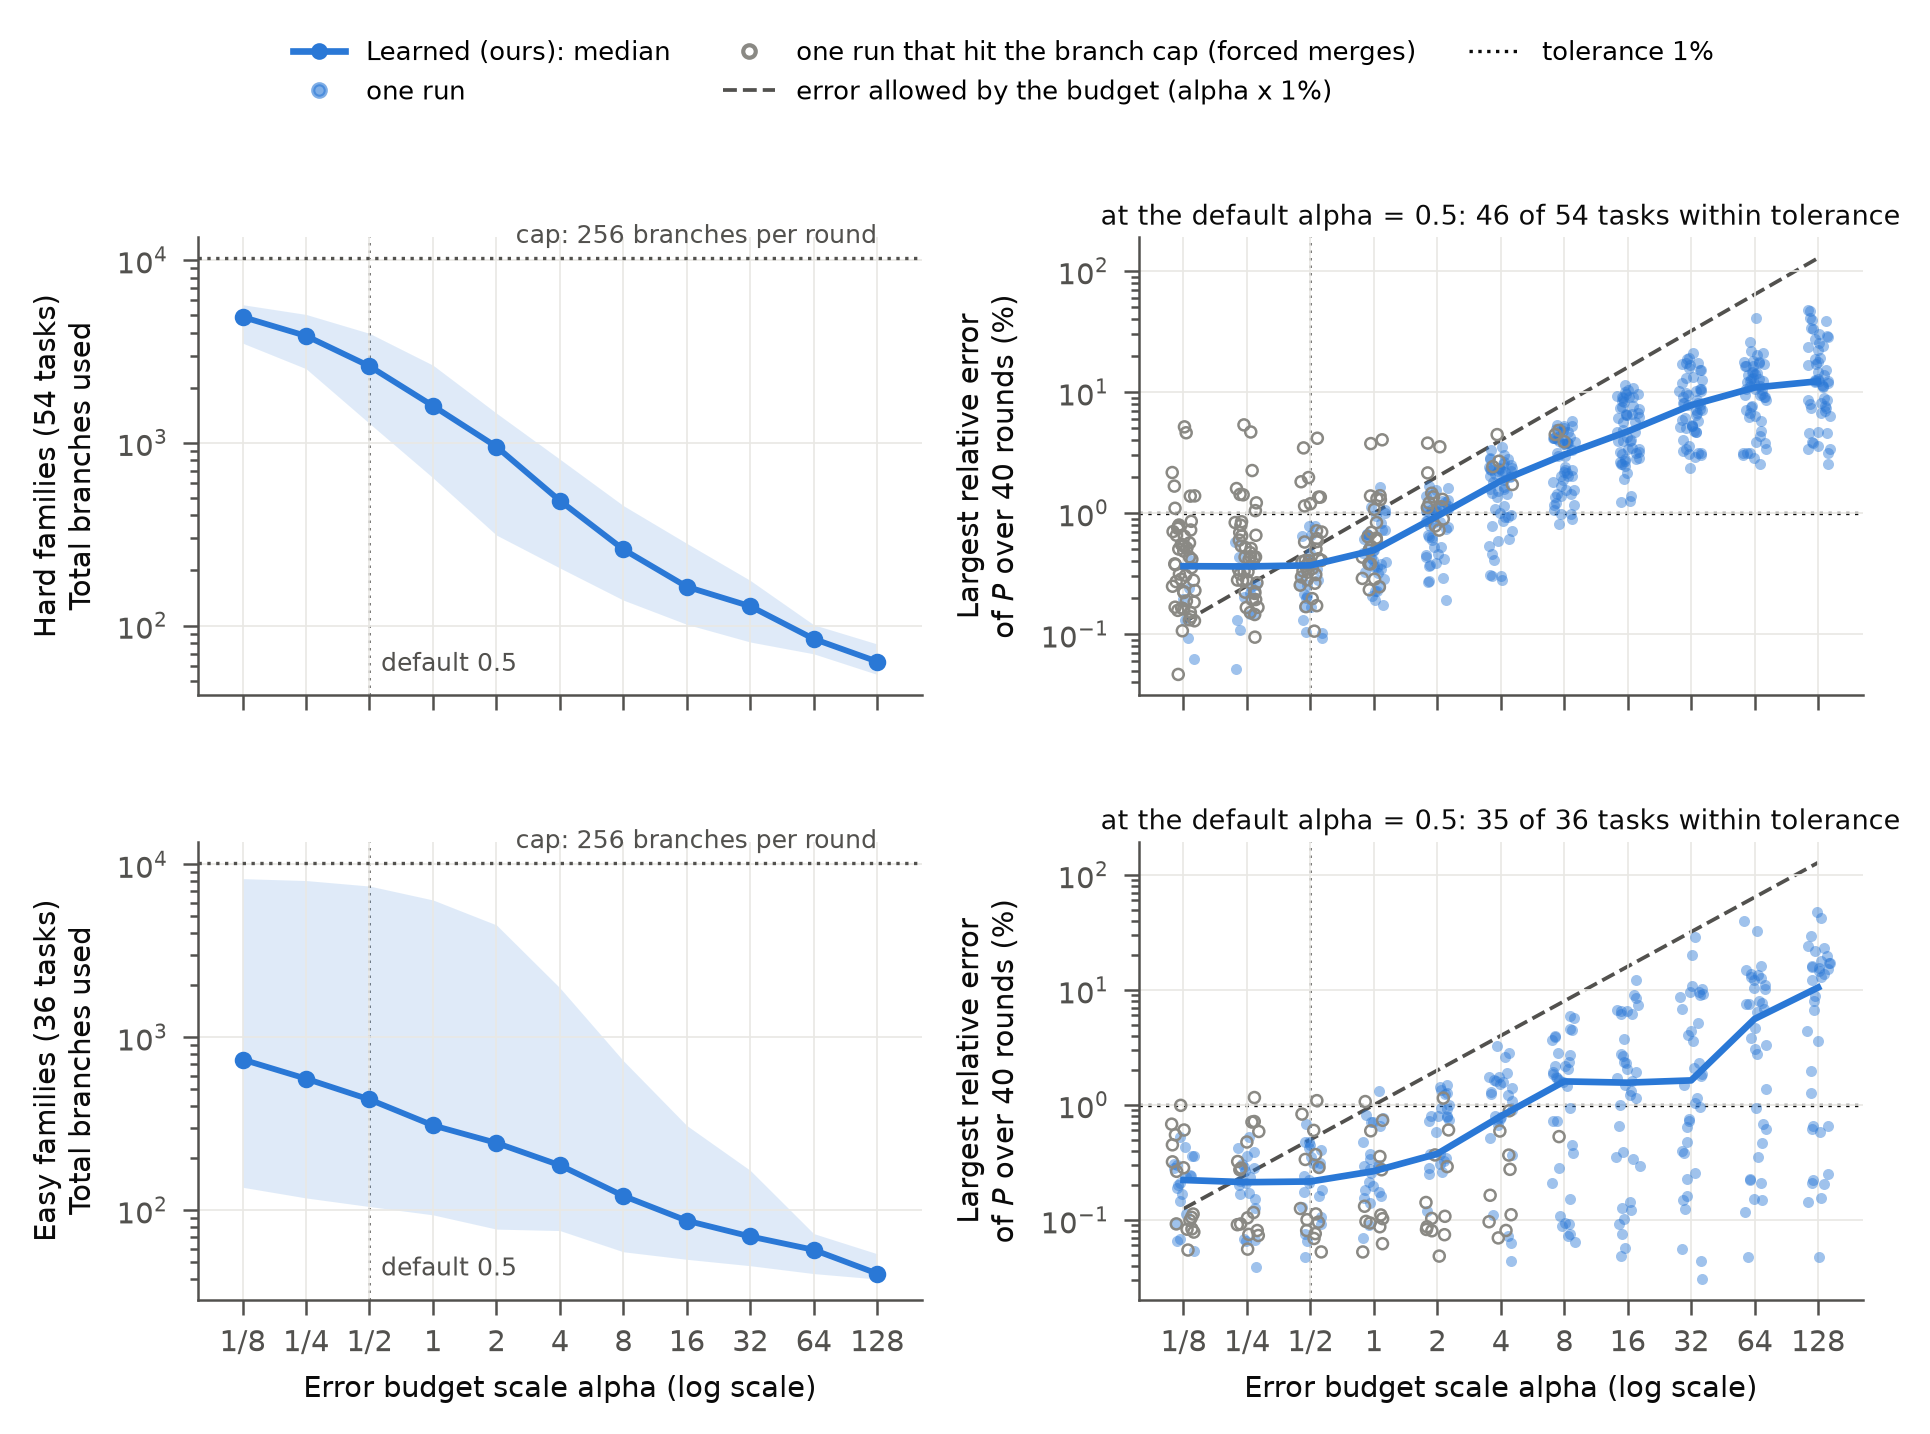 Learned (ours): median
one run
one run that hit the branch cap (forced merges)
error allowed by the budget (alpha x 1%)
tolerance 1%
Hard families (54 tasks)
Total branches used
10^4
10^3
10^2
cap: 256 branches per round
default 0.5
at the default alpha = 0.5: 46 of 54 tasks within tolerance
Largest relative error
of P over 40 rounds (%)
10^2
10^1
10^0
10^−1
Easy families (36 tasks)
Total branches used
10^4
10^3
10^2
cap: 256 branches per round
default 0.5
1/8 1/4 1/2 1 2 4 8 16 32 64 128
Error budget scale alpha (log scale)
at the default alpha = 0.5: 35 of 36 tasks within tolerance
Largest relative error
of P over 40 rounds (%)
10^2
10^1
10^0
10^−1
1/8 1/4 1/2 1 2 4 8 16 32 64 128
Error budget scale alpha (log scale)